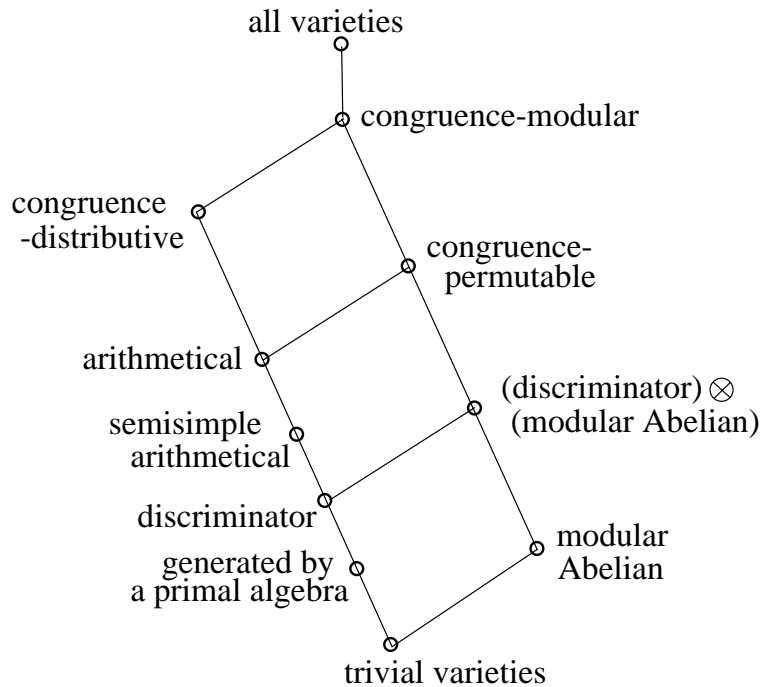 all varieties
congruence-modular
congruence
-distributive
congruence-
permutable
arithmetical
(discriminator) ⊗
(modular Abelian)
semisimple
arithmetical
discriminator
modular
Abelian
generated by
a primal algebra
trivial varieties